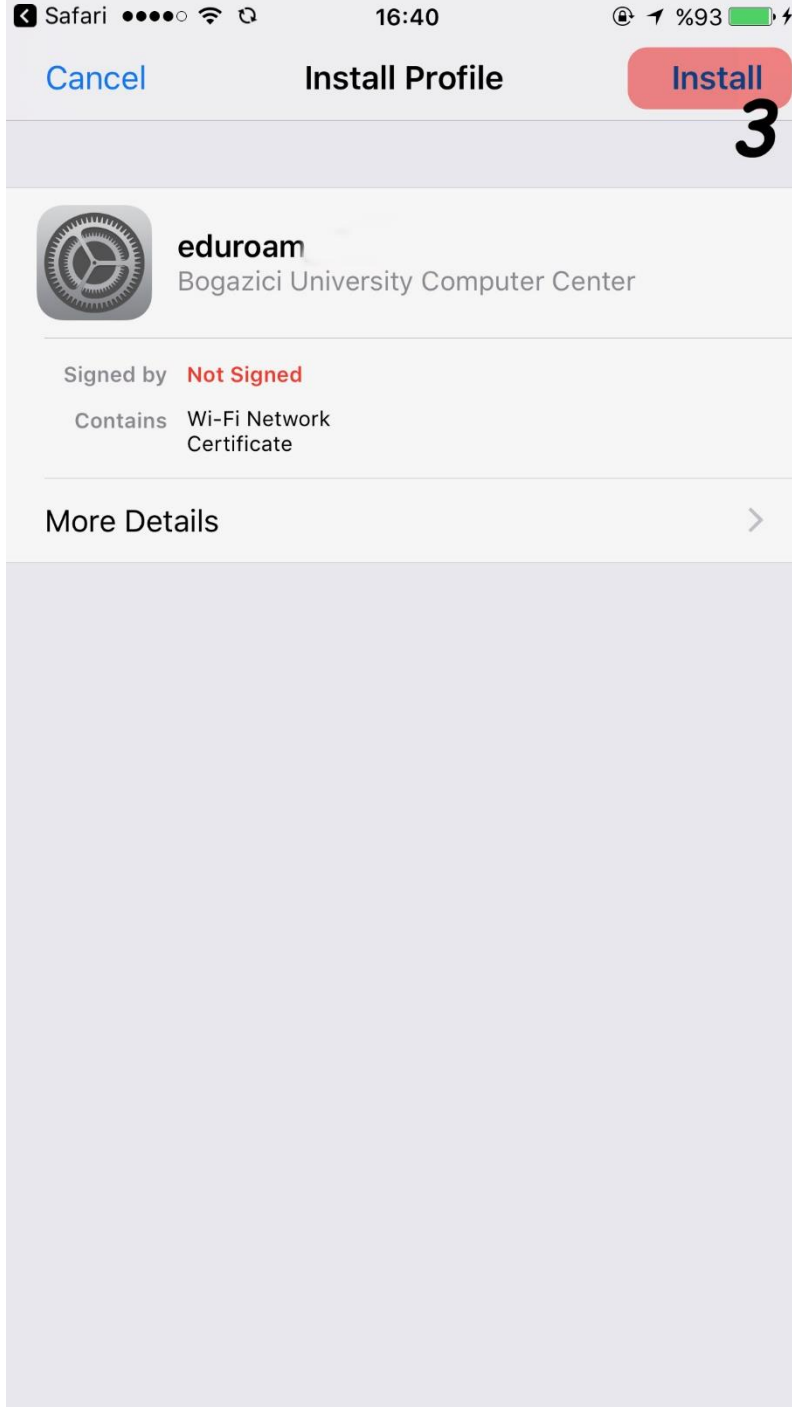 Safari 16:40 %93
Cancel Install Profile Install
3
eduroam
Bogazici University Computer Center
Signed by Not Signed
Contains Wi-Fi Network
Certificate
More Details